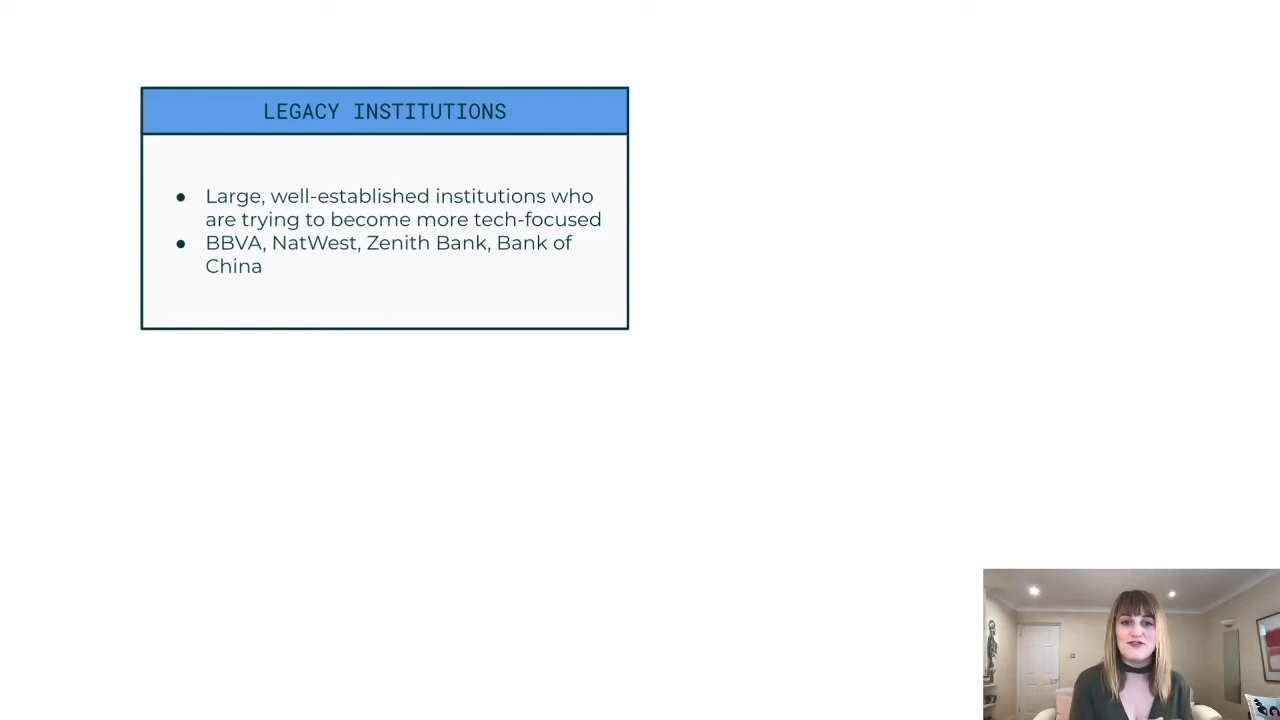 LEGACY INSTITUTIONS
● Large, well-established institutions who
are trying to become more tech-focused
● BBVA, NatWest, Zenith Bank, Bank of
China